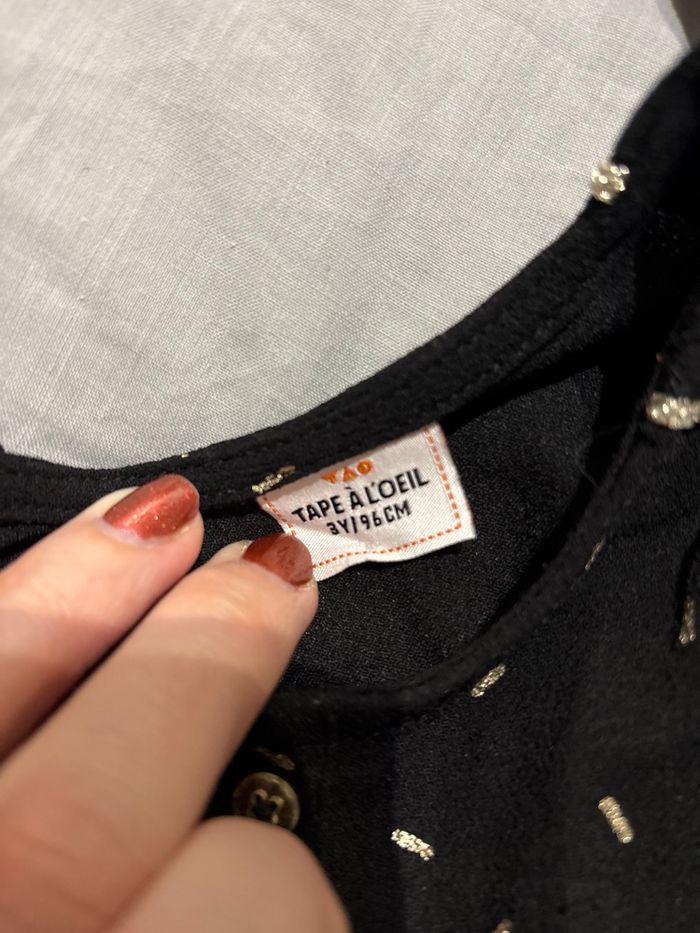 TAO
TAPE À L'OEIL
3Y/96CM